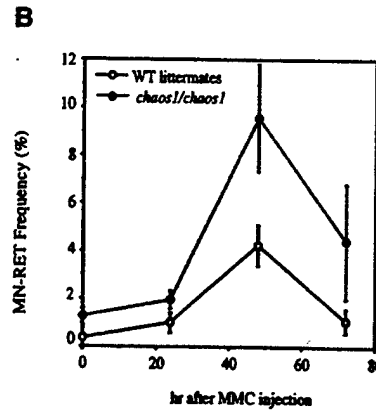 B
12
10
8
6
4
2
0
WT littermates
chaos1/chaos1
MN-RET Frequency (%)
0 20 40 60 80
hr after MMC injection